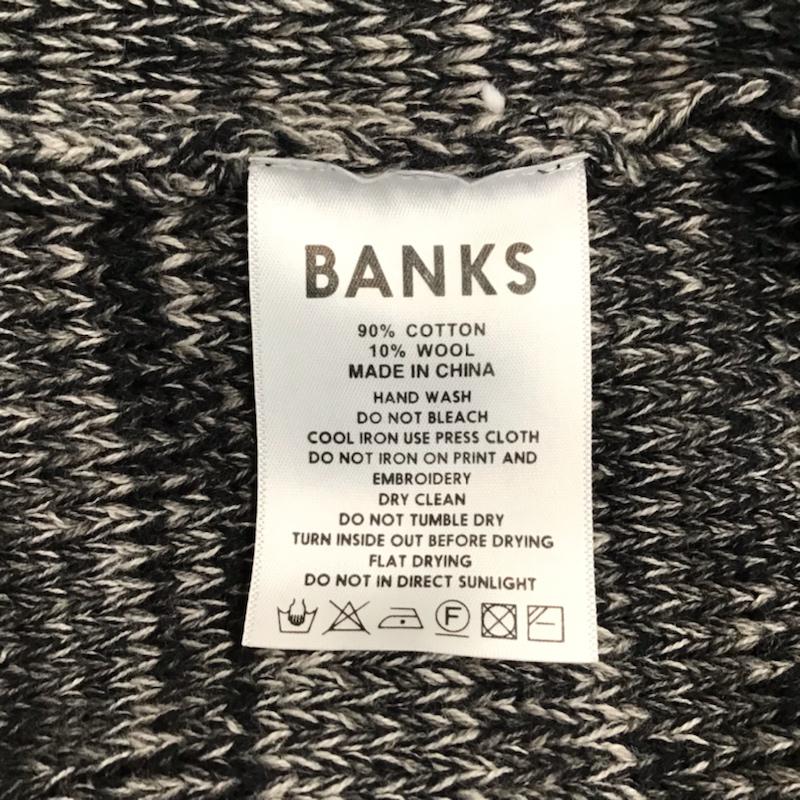 BANKS
90% COTTON
10% WOOL
MADE IN CHINA
HAND WASH
DO NOT BLEACH
COOL IRON USE PRESS CLOTH
DO NOT IRON ON PRINT AND
EMBROIDERY
DRY CLEAN
DO NOT TUMBLE DRY
TURN INSIDE OUT BEFORE DRYING
FLAT DRYING
DO NOT IN DIRECT SUNLIGHT
F